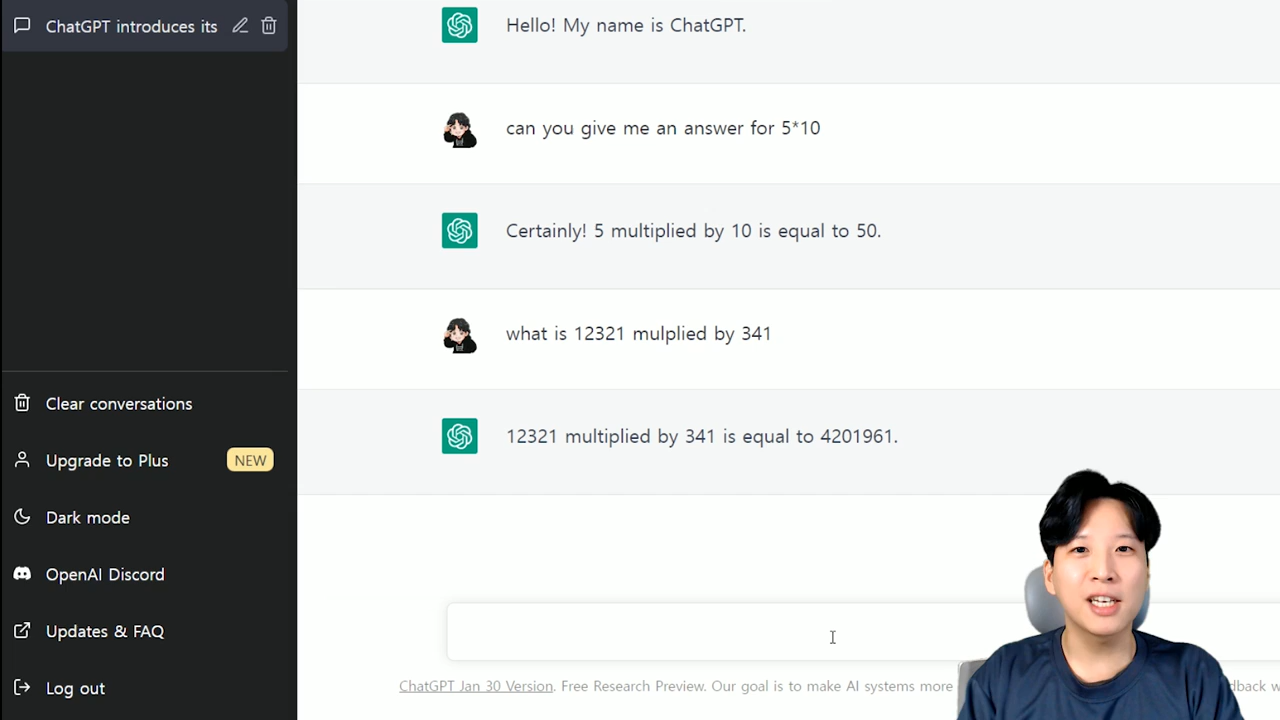 ChatGPT introduces its
Hello! My name is ChatGPT.
can you give me an answer for 5*10
Certainly! 5 multiplied by 10 is equal to 50.
what is 12321 mulplied by 341
12321 multiplied by 341 is equal to 4201961.
Clear conversations
Upgrade to Plus NEW
Dark mode
OpenAI Discord
Updates & FAQ
Log out
ChatGPT Jan 30 Version. Free Research Preview. Our goal is to make AI systems more